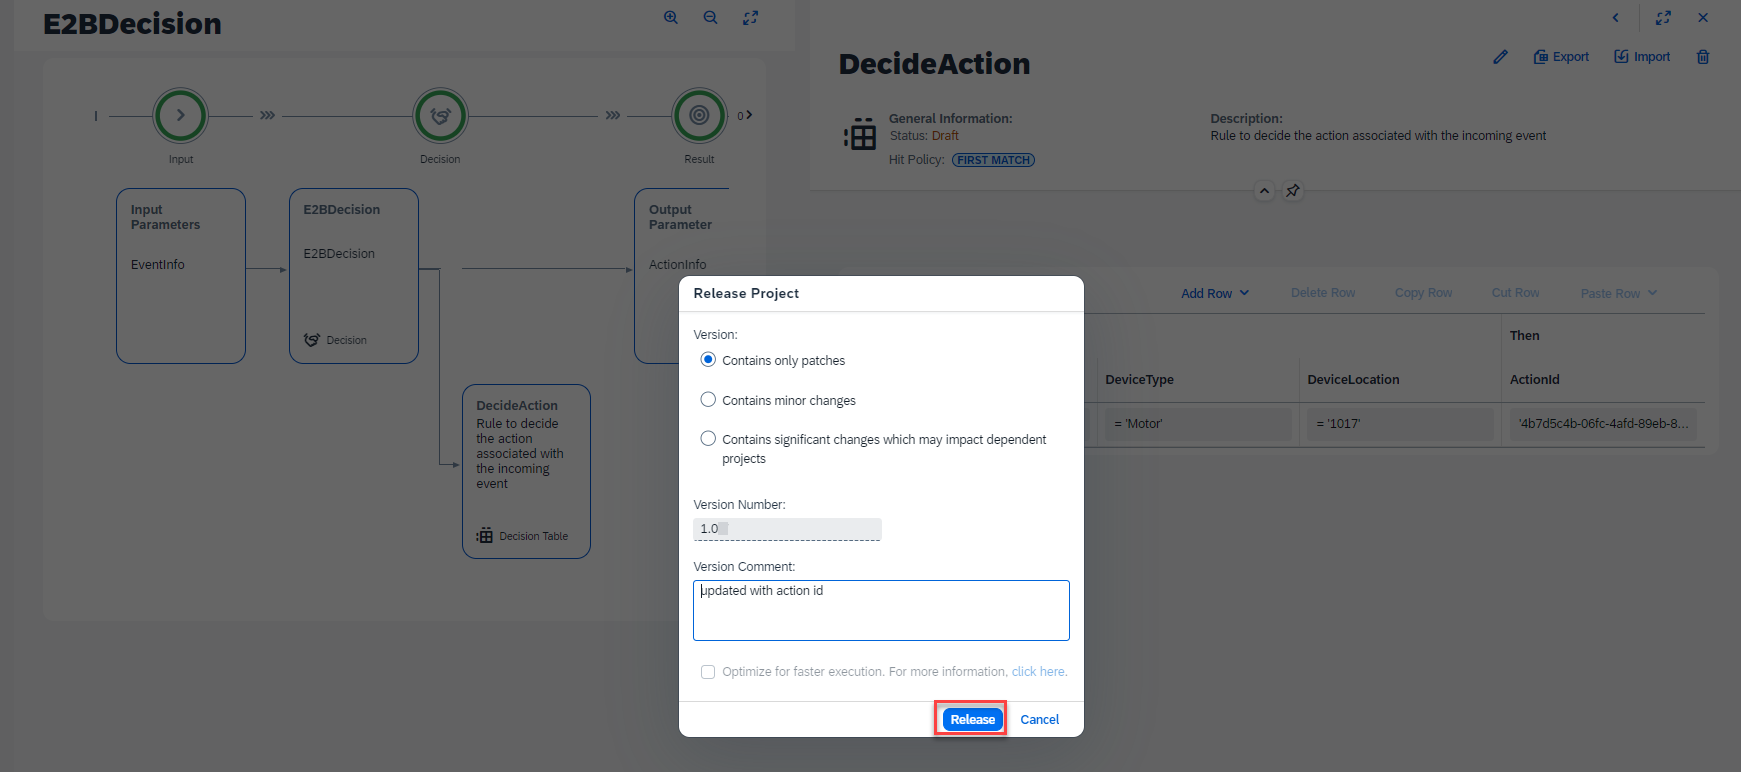 E2BDecision
Input
Decision
Result
0
Input
Parameters
EventInfo
E2BDecision
E2BDecision
Decision
Output
Parameter
ActionInfo
DecideAction
Rule to decide
the action
associated with
the incoming
event
Decision Table
DecideAction
Export
Import
General Information:
Status: Draft
Hit Policy: FIRST MATCH
Description:
Rule to decide the action associated with the incoming event
Add Row
Delete Row
Copy Row
Cut Row
Paste Row
Then
DeviceType
DeviceLocation
ActionId
= 'Motor'
= '1017'
'4b7d5c4b-06fc-4afd-89eb-8...
Release Project
Version:
Contains only patches
Contains minor changes
Contains significant changes which may impact dependent
projects
Version Number:
1.0
Version Comment:
updated with action id
Optimize for faster execution. For more information, click here.
Release
Cancel